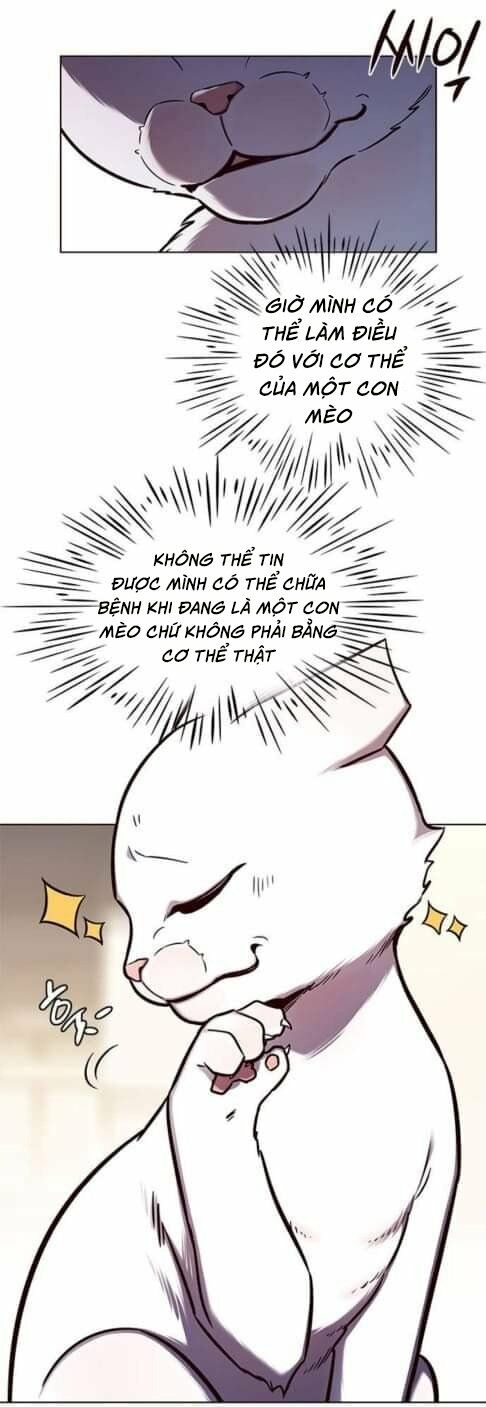 씨익
GIỜ MÌNH CÓ
THỂ LÀM ĐIỀU
ĐÓ VỚI CƠ THỂ
CỦA MỘT CON
MÈO
KHÔNG THỂ TIN
ĐƯỢC MÌNH CÓ THỂ CHỮA
BỆNH KHI ĐANG LÀ MỘT CON
MÈO CHỨ KHÔNG PHẢI BẰNG
CƠ THỂ THẬT